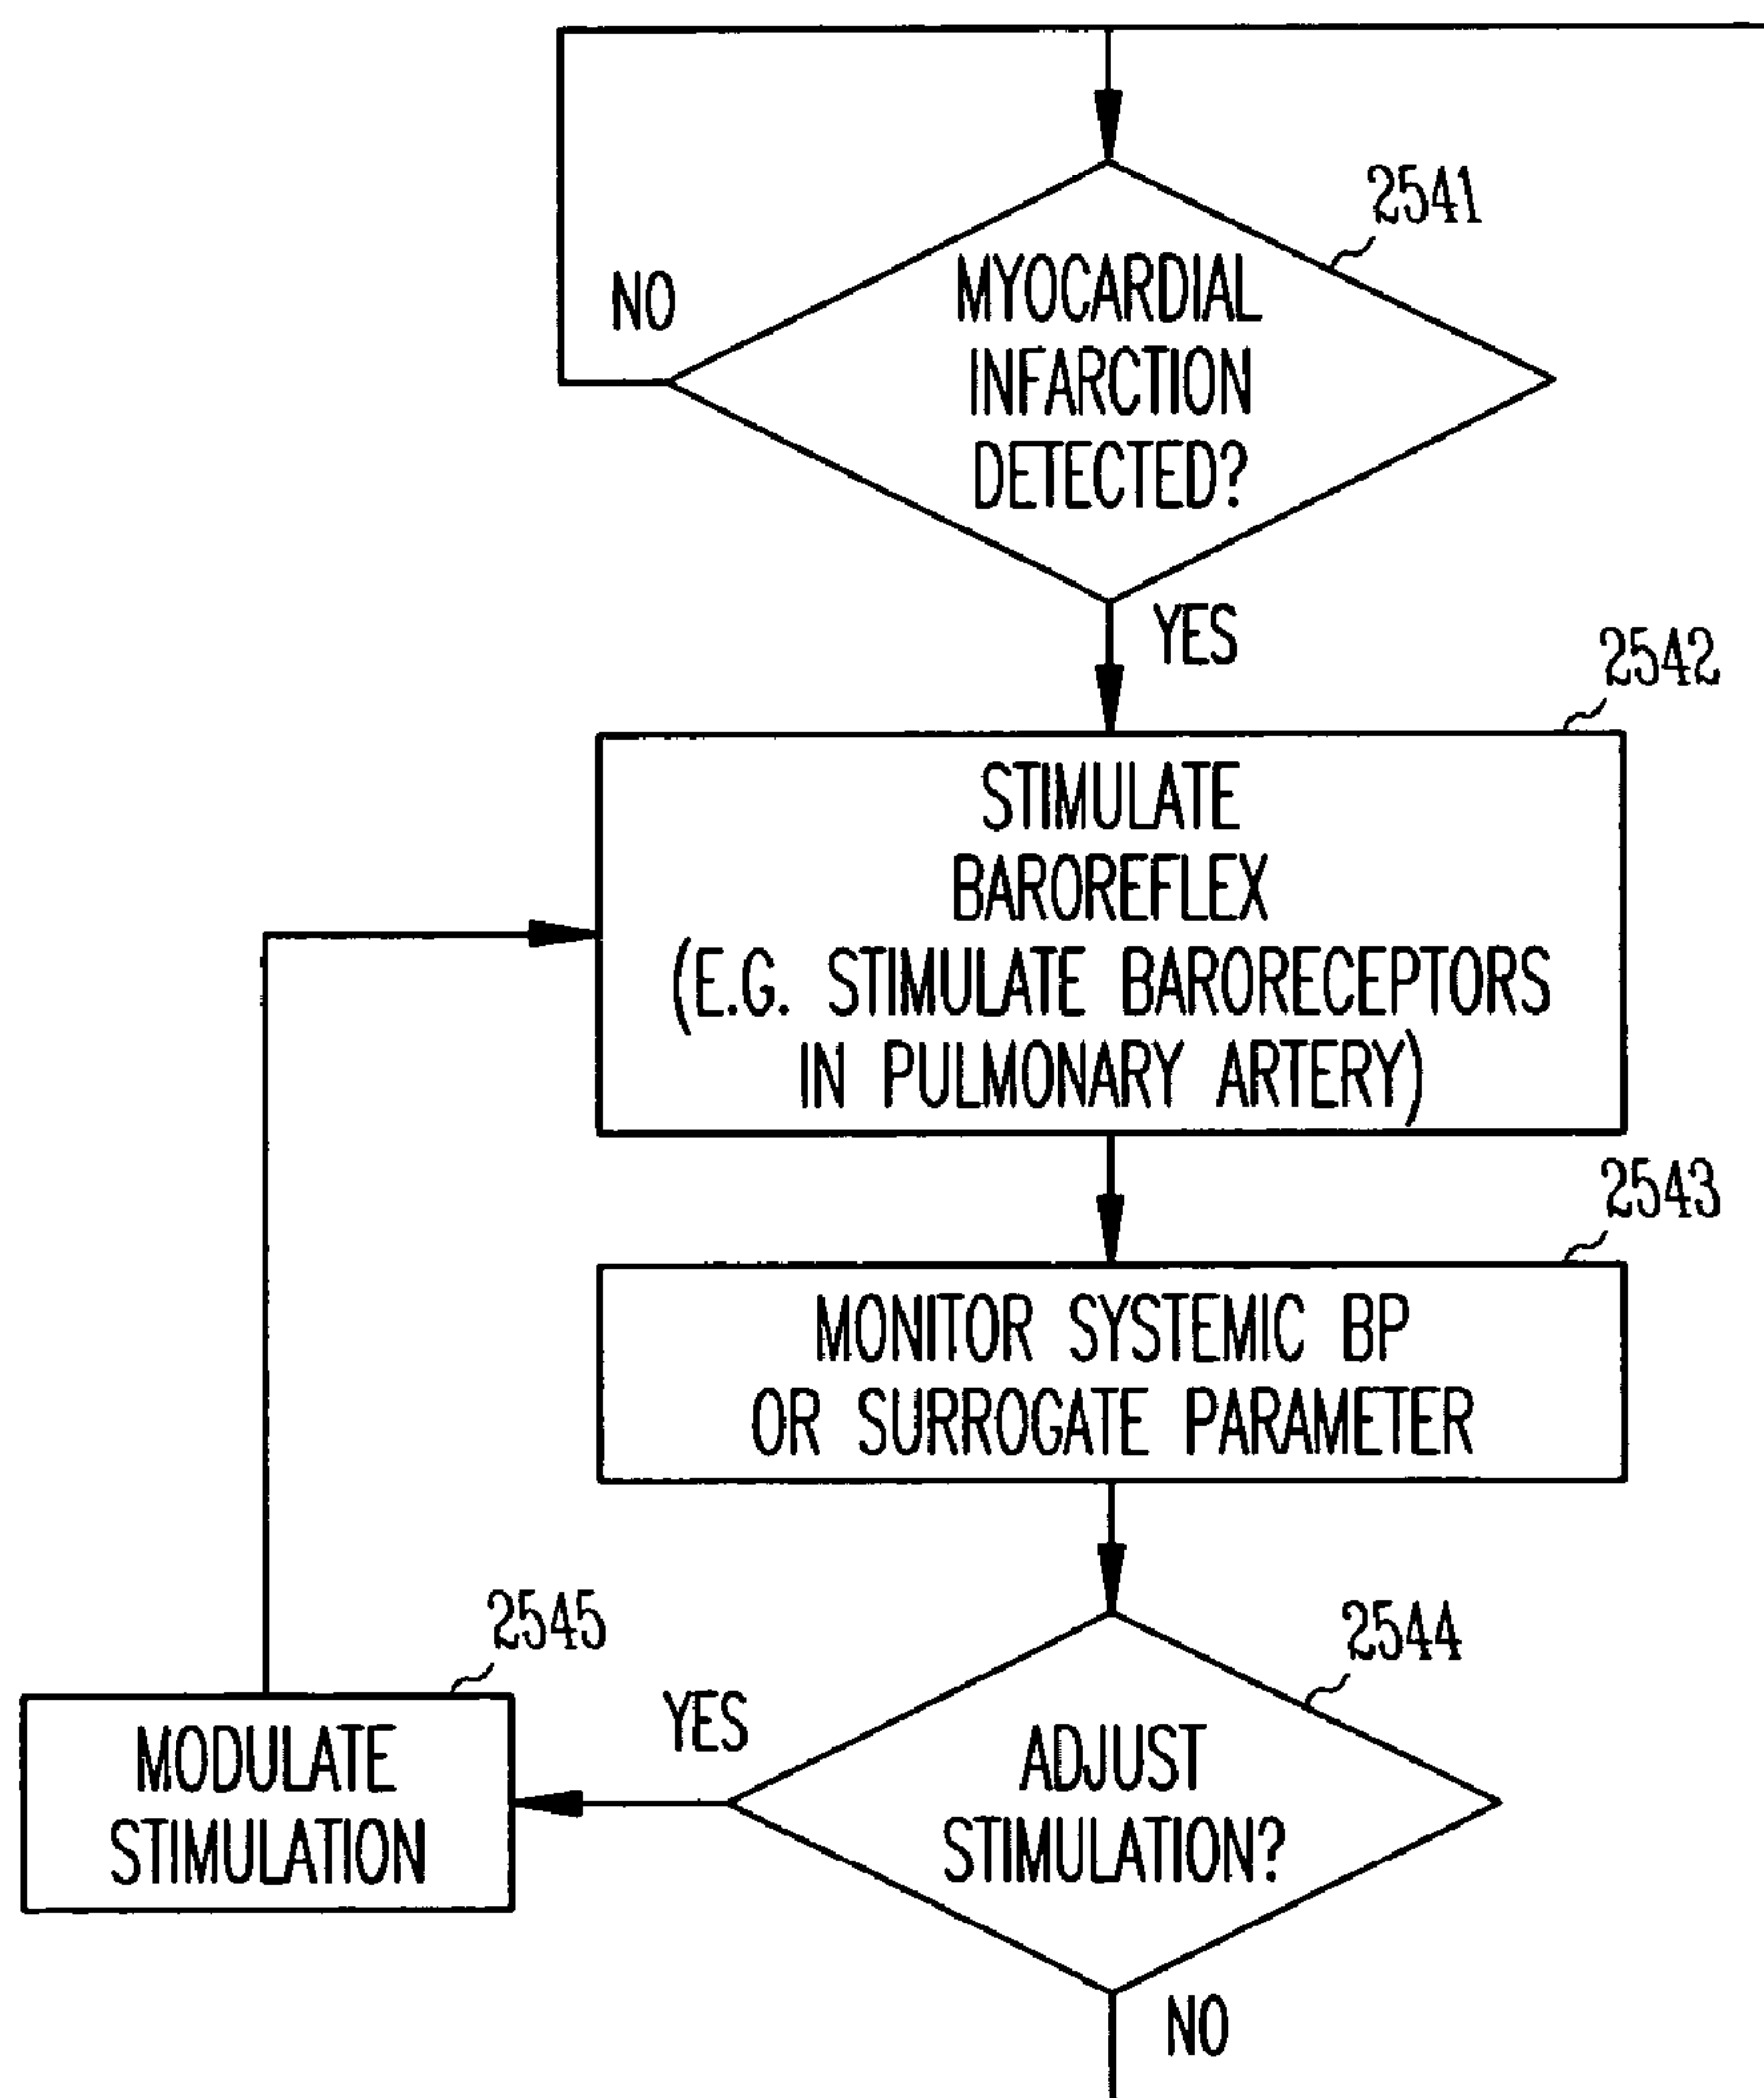 2541
MYOCARDIAL
INFARCTION
DETECTED?
NO
YES
2542
STIMULATE
BAROREFLEX
(E.G. STIMULATE BARORECEPTORS
IN PULMONARY ARTERY)
2543
MONITOR SYSTEMIC BP
OR SURROGATE PARAMETER
2545
MODULATE
STIMULATION
YES
2544
ADJUST
STIMULATION?
NO